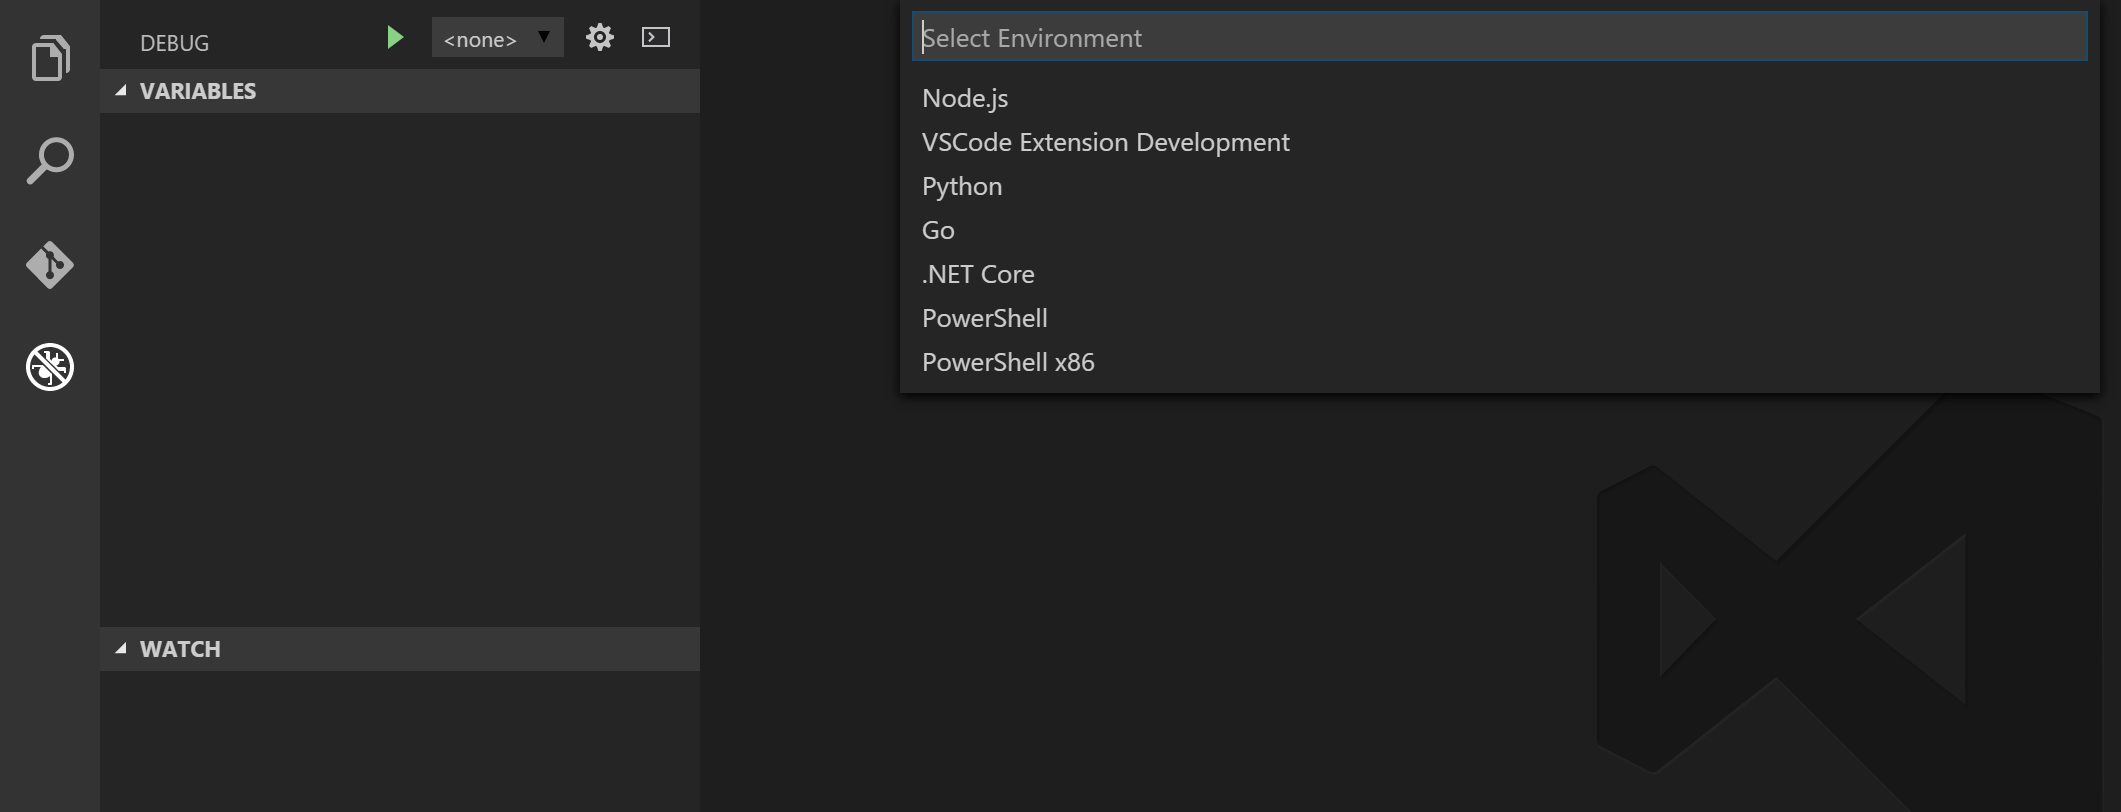 DEBUG
<none>
VARIABLES
WATCH
Select Environment
Node.js
VSCode Extension Development
Python
Go
.NET Core
PowerShell
PowerShell x86